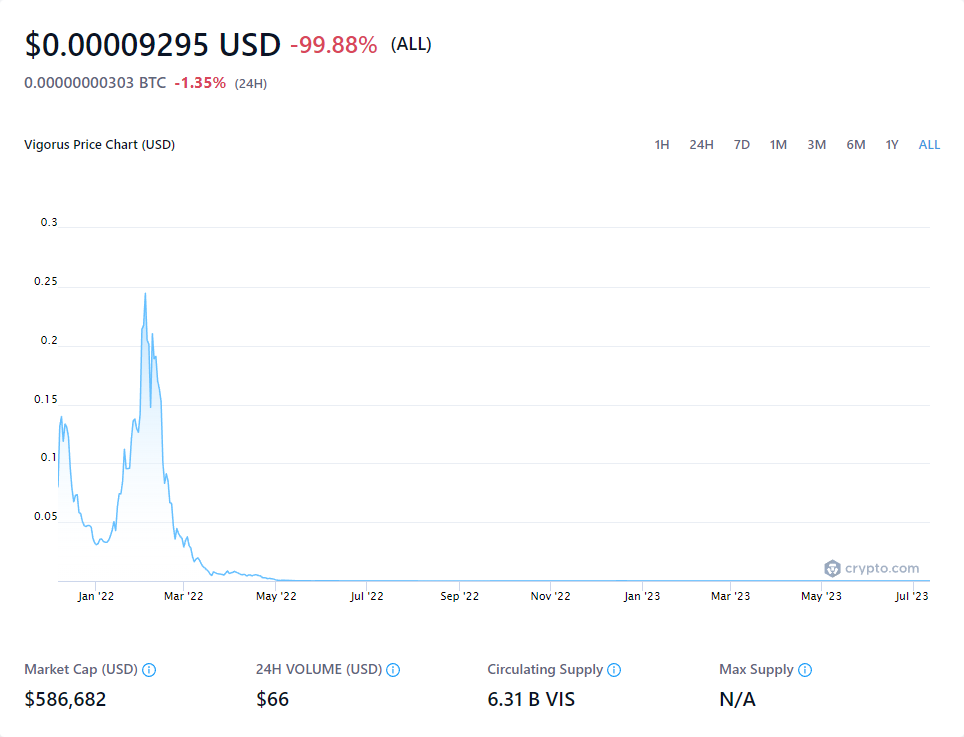 $0.00009295 USD -99.88% (ALL)
0.00000000303 BTC -1.35% (24H)
Vigorus Price Chart (USD) 1H 24H 7D 1M 3M 6M 1Y ALL
0.3
0.25
0.2
0.15
0.1
0.05
crypto.com
Jan '22 Mar '22 May '22 Jul '22 Sep '22 Nov '22 Jan '23 Mar '23 May '23 Jul '23
Market Cap (USD) 24H VOLUME (USD) Circulating Supply Max Supply
$586,682 $66 6.31 B VIS N/A